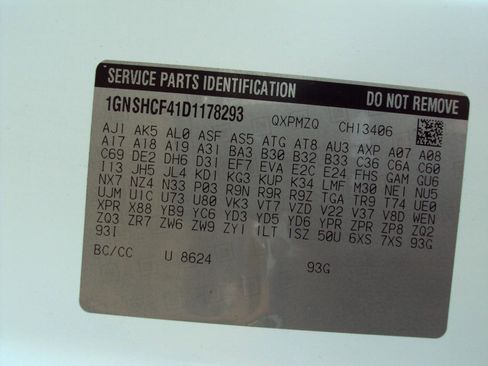 SERVICE PARTS IDENTIFICATION DO NOT REMOVE
1GNSHCF41D1178293 QXPMZQ CH13406
AJ1 AK5 AL0 ASF AS5 ATG AT8 AU3 AXP A07 A08
A17 A18 A19 A31 BA3 B30 B32 B33 C36 C6A C60
C69 DE2 DH6 D31 EF7 EVA E2C E24 FHS GAM GU6
I13 JH5 JL4 KD1 KG3 KUP K34 LMF M30 NE1 NU5
NX7 NZ4 N33 P03 R9N R9R R9Z TGA TR9 T74 UE0
UJM U1C U73 U80 VK3 VT7 VZD V22 V37 V8D WEN
XPR X88 YB9 YC6 YD3 YD5 YD6 YPR ZPR ZP8 ZQ2
ZQ3 ZR7 ZW6 ZW9 ZY1 1LT 1SZ 50U 6XS 7XS 93G
93I
BC/CC U 8624 93G